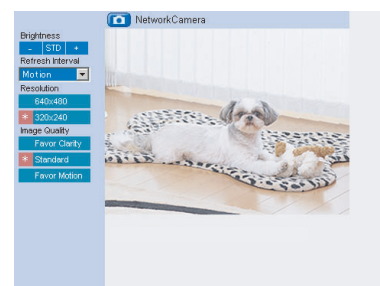 NetworkCamera
Brightness
- STD +
Refresh Interval
Motion
Resolution
640x480
* 320x240
Image Quality
Favor Clarity
* Standard
Favor Motion